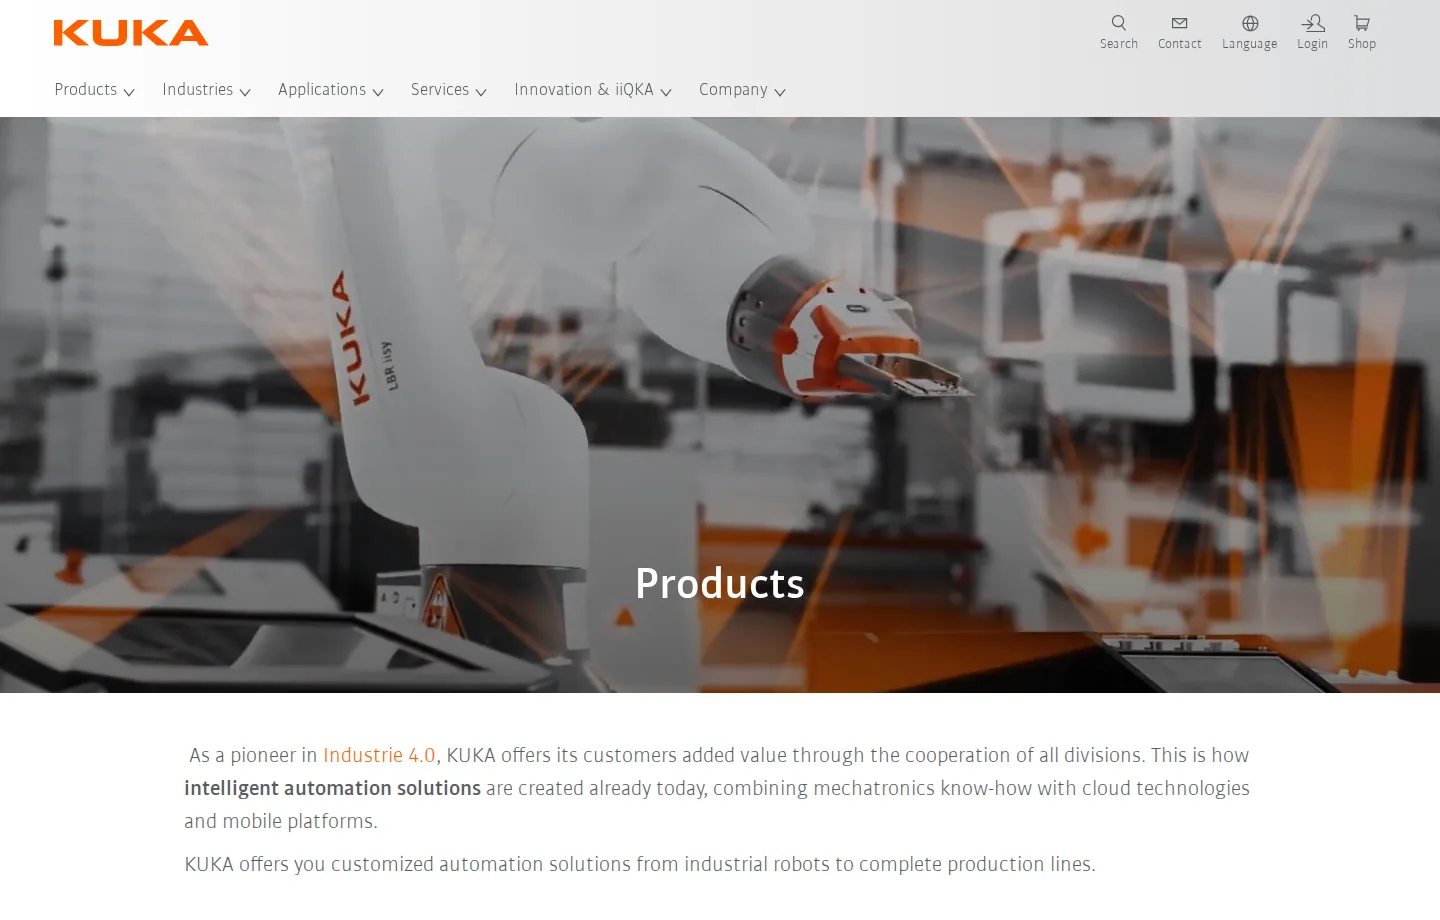 KUKA
Search
Contact
Language
Login
Shop
Products
Industries
Applications
Services
Innovation & iiQKA
Company
KUKA
LBR iisy
Products
As a pioneer in Industrie 4.0, KUKA offers its customers added value through the cooperation of all divisions. This is how
intelligent automation solutions are created already today, combining mechatronics know-how with cloud technologies
and mobile platforms.
KUKA offers you customized automation solutions from industrial robots to complete production lines.